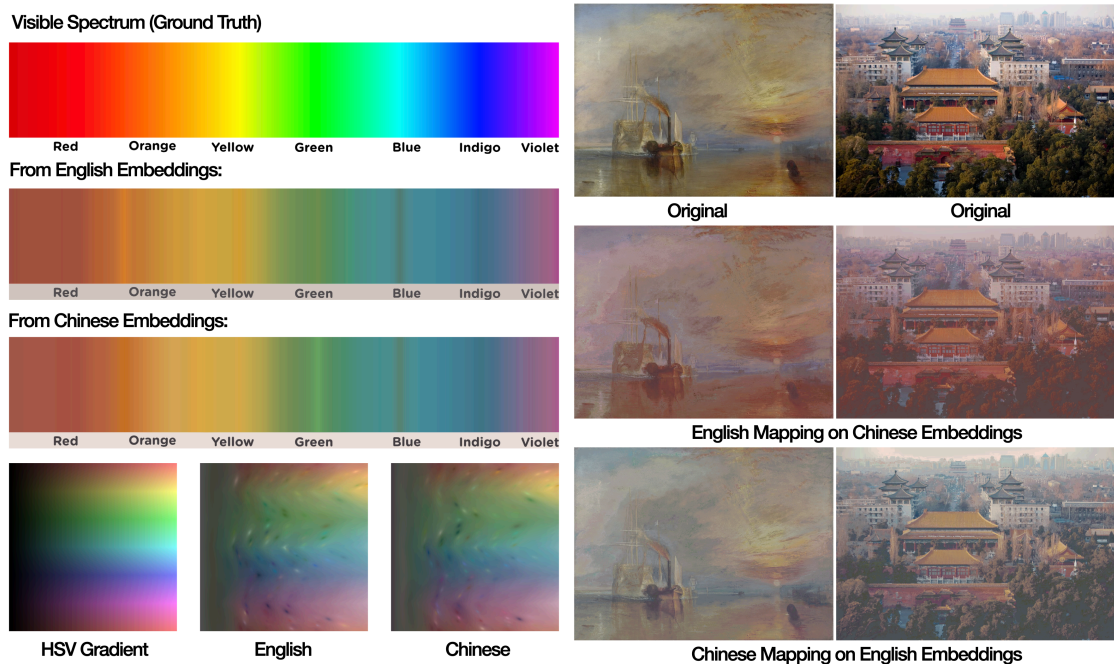 Visible Spectrum (Ground Truth)
Red Orange Yellow Green Blue Indigo Violet
From English Embeddings:
Red Orange Yellow Green Blue Indigo Violet
From Chinese Embeddings:
Red Orange Yellow Green Blue Indigo Violet
HSV Gradient English Chinese
Original Original
English Mapping on Chinese Embeddings
Chinese Mapping on English Embeddings